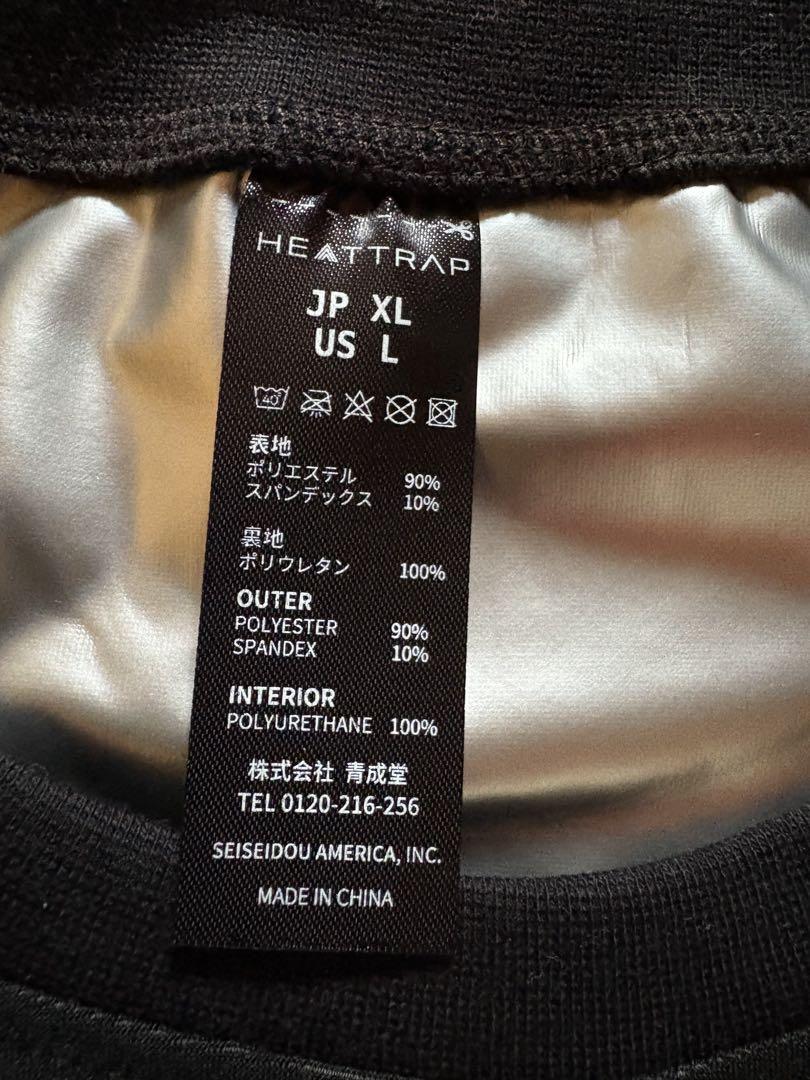 HEATTRAP
JP XL
US L
40°
表地
ポリエステル 90%
スパンデックス 10%
裏地
ポリウレタン 100%
OUTER
POLYESTER 90%
SPANDEX 10%
INTERIOR
POLYURETHANE 100%
株式会社 青成堂
TEL 0120-216-256
SEISEIDOU AMERICA, INC.
MADE IN CHINA